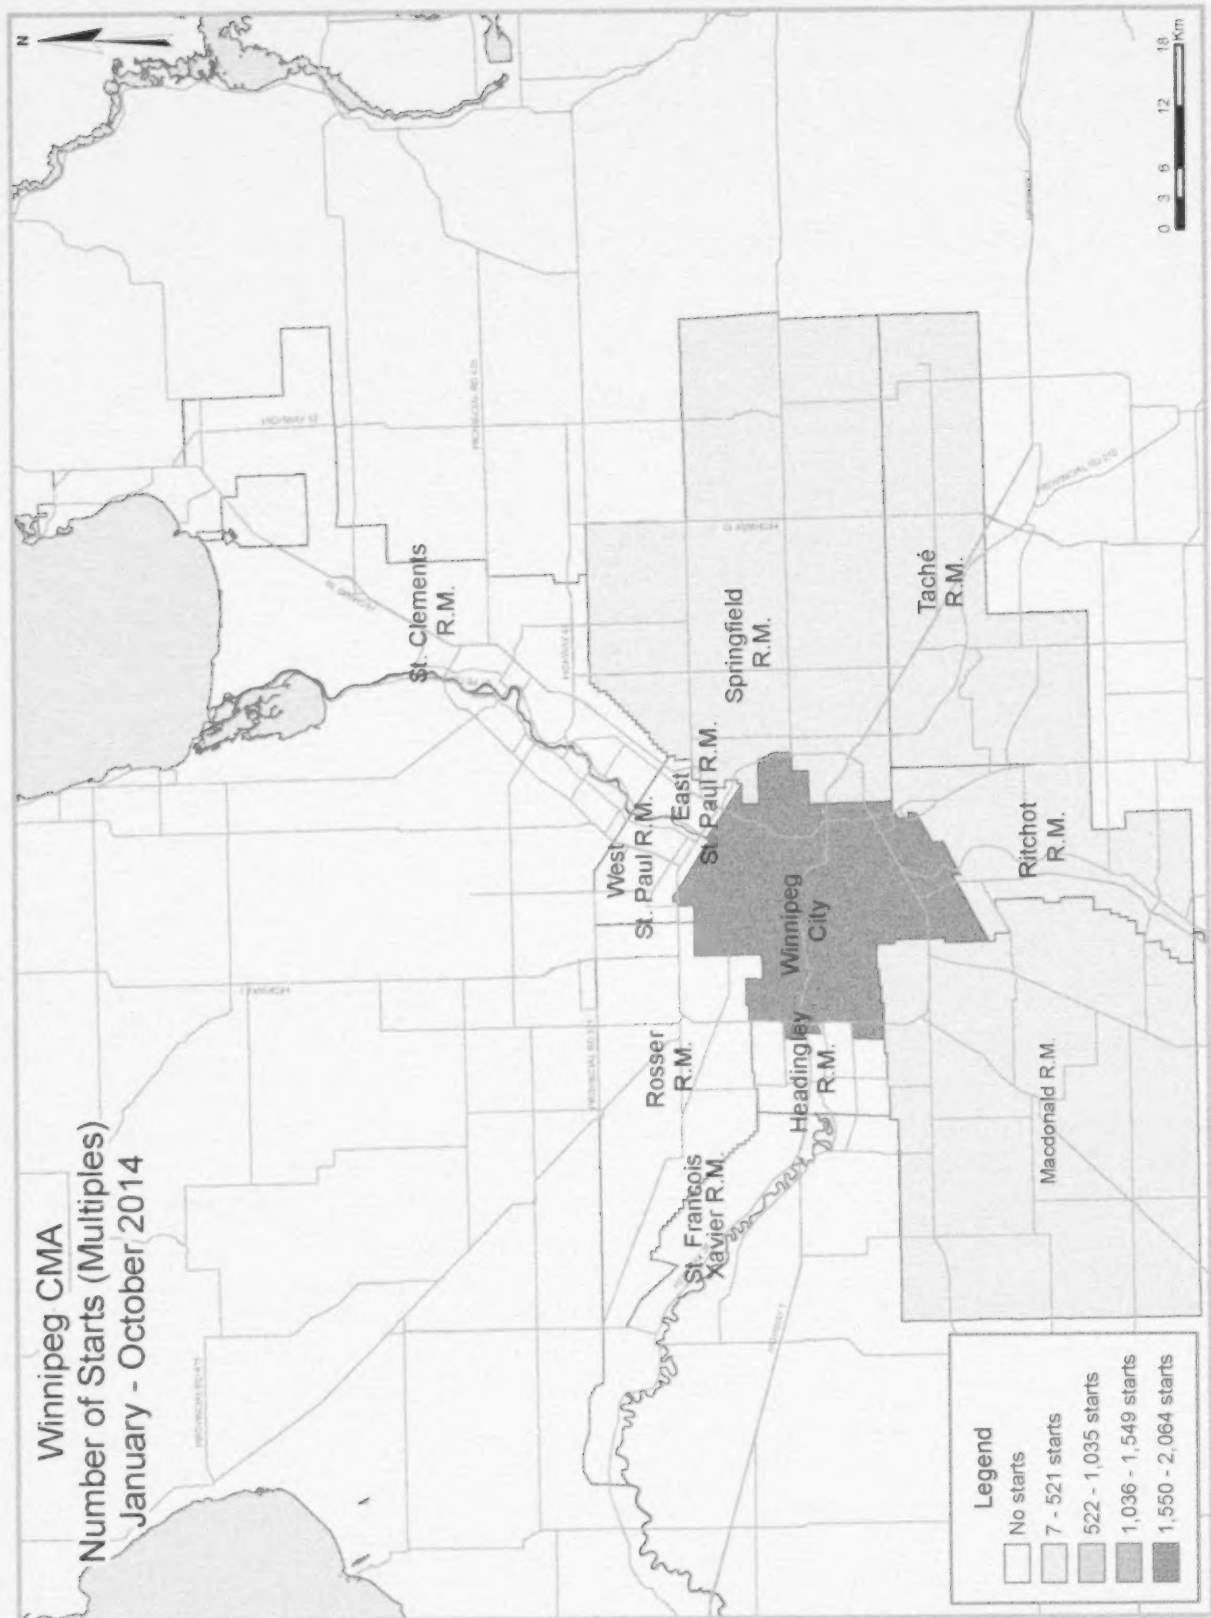 Winnipeg CMA
Number of Starts (Multiples)
January - October 2014
N
St. Clements
R.M.
West
St. Paul R.M.
East
St. Paul R.M.
Springfield
R.M.
Rosser
R.M.
St. Francois
Xavier R.M.
Headingley
R.M.
Winnipeg
City
Taché
R.M.
Ritchot
R.M.
Macdonald R.M.
Legend
No starts
7 - 521 starts
522 - 1,035 starts
1,036 - 1,549 starts
1,550 - 2,064 starts
0 3 6 12 18
Km